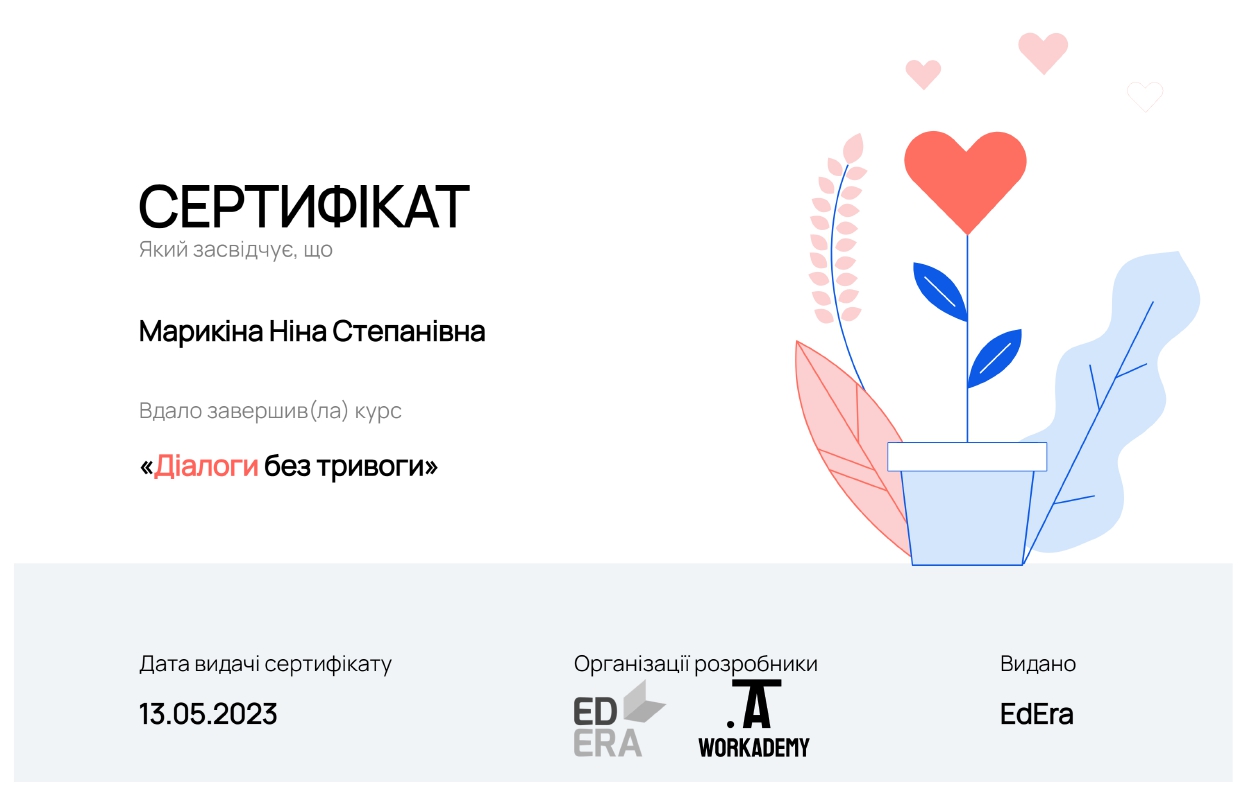 СЕРТИФІКАТ
Який засвідчує, що
Марикіна Ніна Степанівна
Вдало завершив(ла) курс
«Діалоги без тривоги»
Дата видачі сертифікату
13.05.2023
Організації розробники
ED
ERA
.A
WORKADEMY
Видано
EdEra